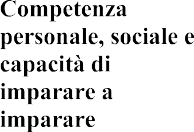 Competenza
personale, sociale e
capacità di
imparare a
imparare